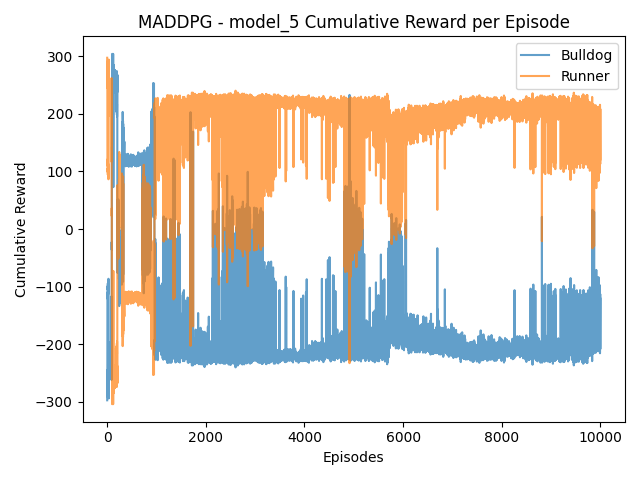 MADDPG - model_5 Cumulative Reward per Episode
Bulldog
Runner
Cumulative Reward
300
200
100
0
−100
−200
−300
0
2000
4000
6000
8000
10000
Episodes